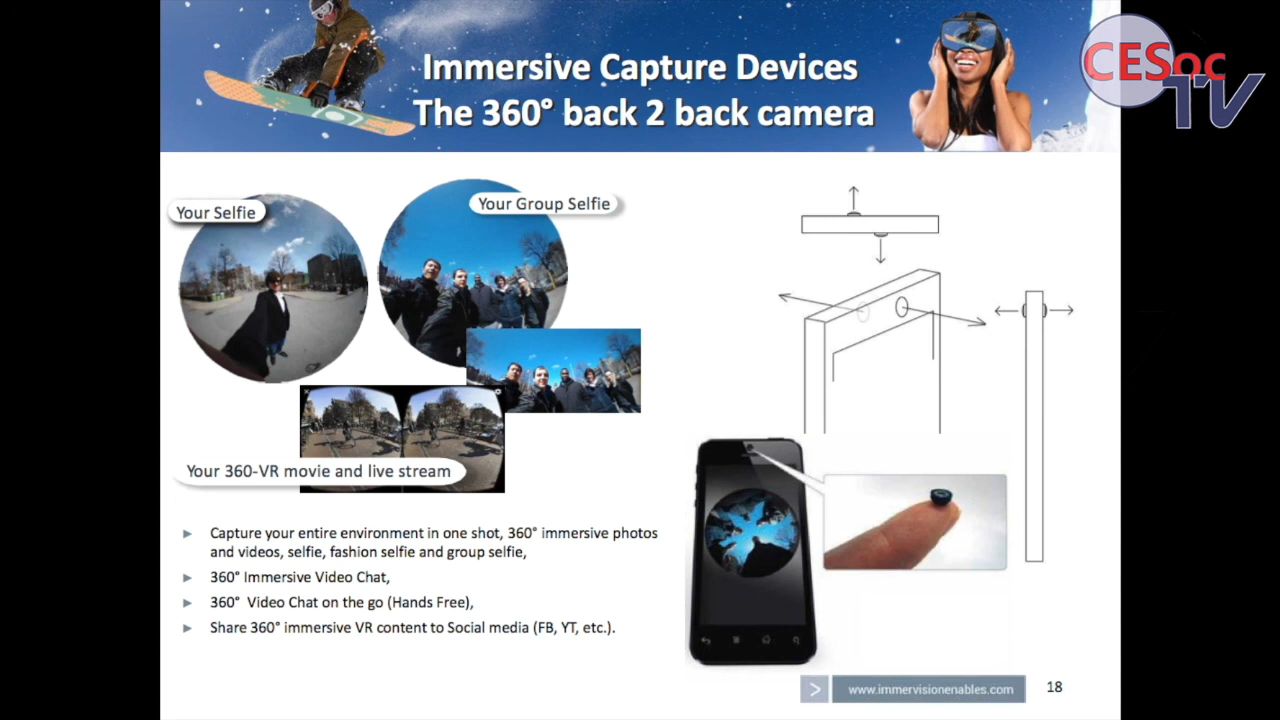 Immersive Capture Devices
The 360° back 2 back camera
CESoc
TV
Your Selfie
Your Group Selfie
Your 360-VR movie and live stream
Capture your entire environment in one shot, 360° immersive photos
and videos, selfie, fashion selfie and group selfie,
360° Immersive Video Chat,
360° Video Chat on the go (Hands Free),
Share 360° immersive VR content to Social media (FB, YT, etc.).
www.immervisionenables.com
18